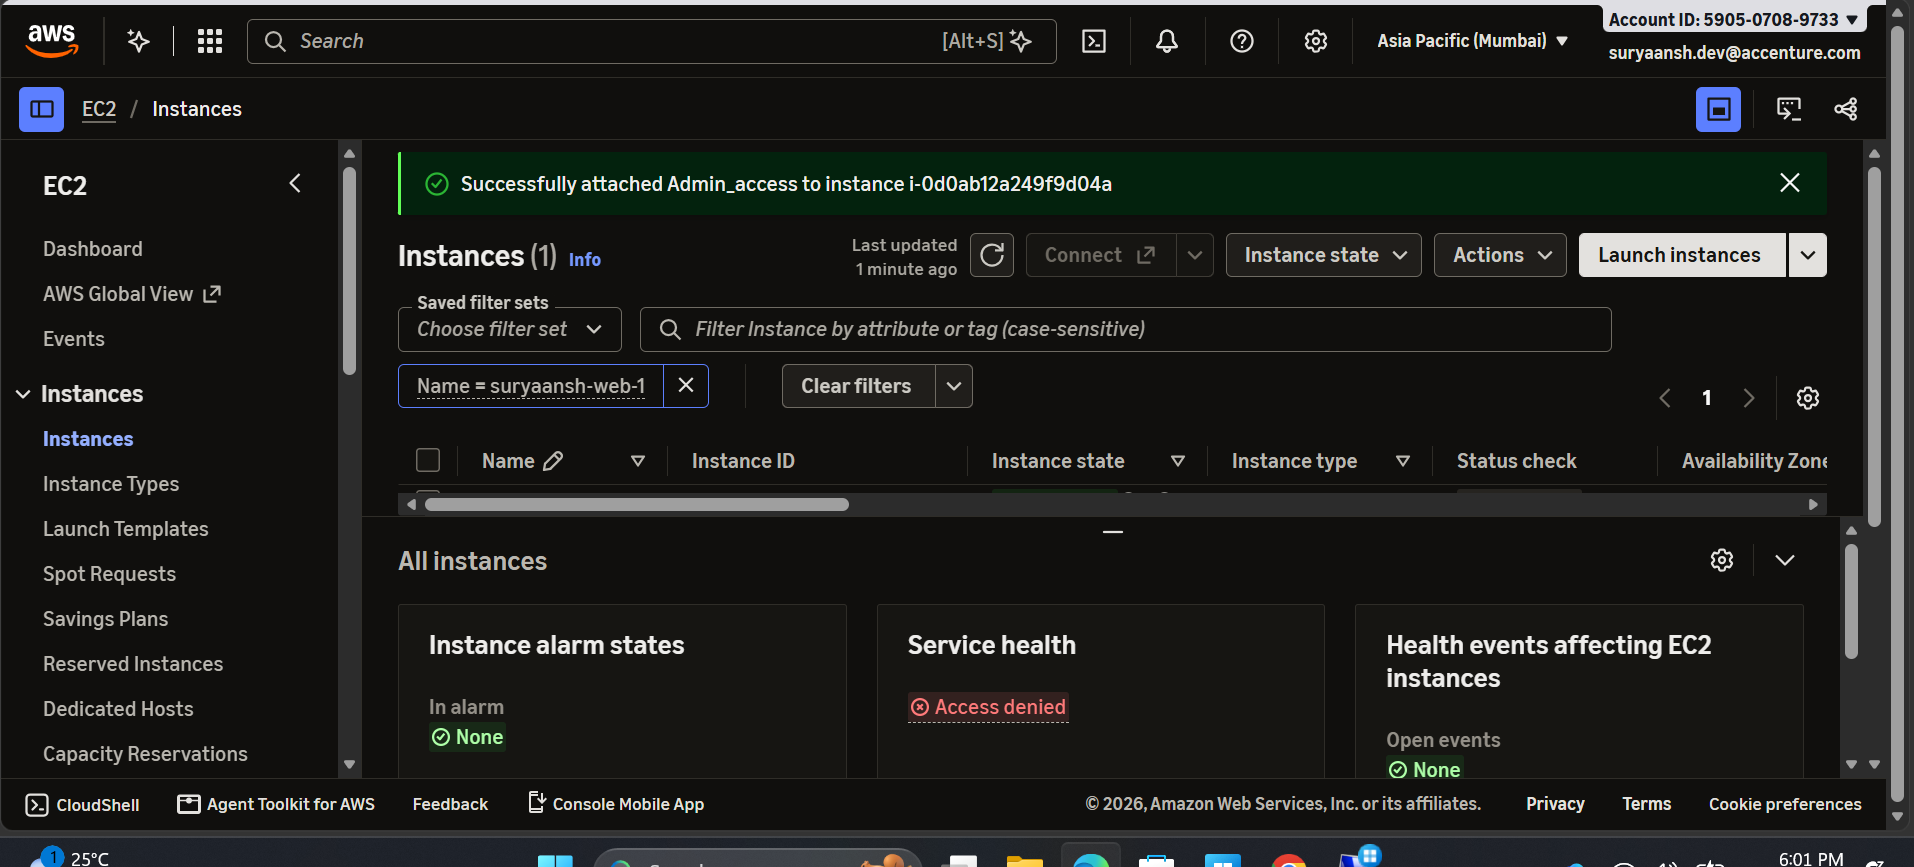 aws
Search
[Alt+S]
Asia Pacific (Mumbai)
Account ID: 5905-0708-9733
suryaansh.dev@accenture.com
EC2 / Instances
EC2
Dashboard
AWS Global View
Events
Instances
Instances
Instance Types
Launch Templates
Spot Requests
Savings Plans
Reserved Instances
Dedicated Hosts
Capacity Reservations
Successfully attached Admin_access to instance i-0d0ab12a249f9d04a
Instances (1) Info
Last updated
1 minute ago
Connect
Instance state
Actions
Launch instances
Saved filter sets
Choose filter set
Filter Instance by attribute or tag (case-sensitive)
Name = suryaansh-web-1
Clear filters
1
Name
Instance ID
Instance state
Instance type
Status check
Availability Zone
All instances
Instance alarm states
In alarm
None
Service health
Access denied
Health events affecting EC2
instances
Open events
None
CloudShell
Agent Toolkit for AWS
Feedback
Console Mobile App
© 2026, Amazon Web Services, Inc. or its affiliates.
Privacy
Terms
Cookie preferences
1
25°C
6:01 PM